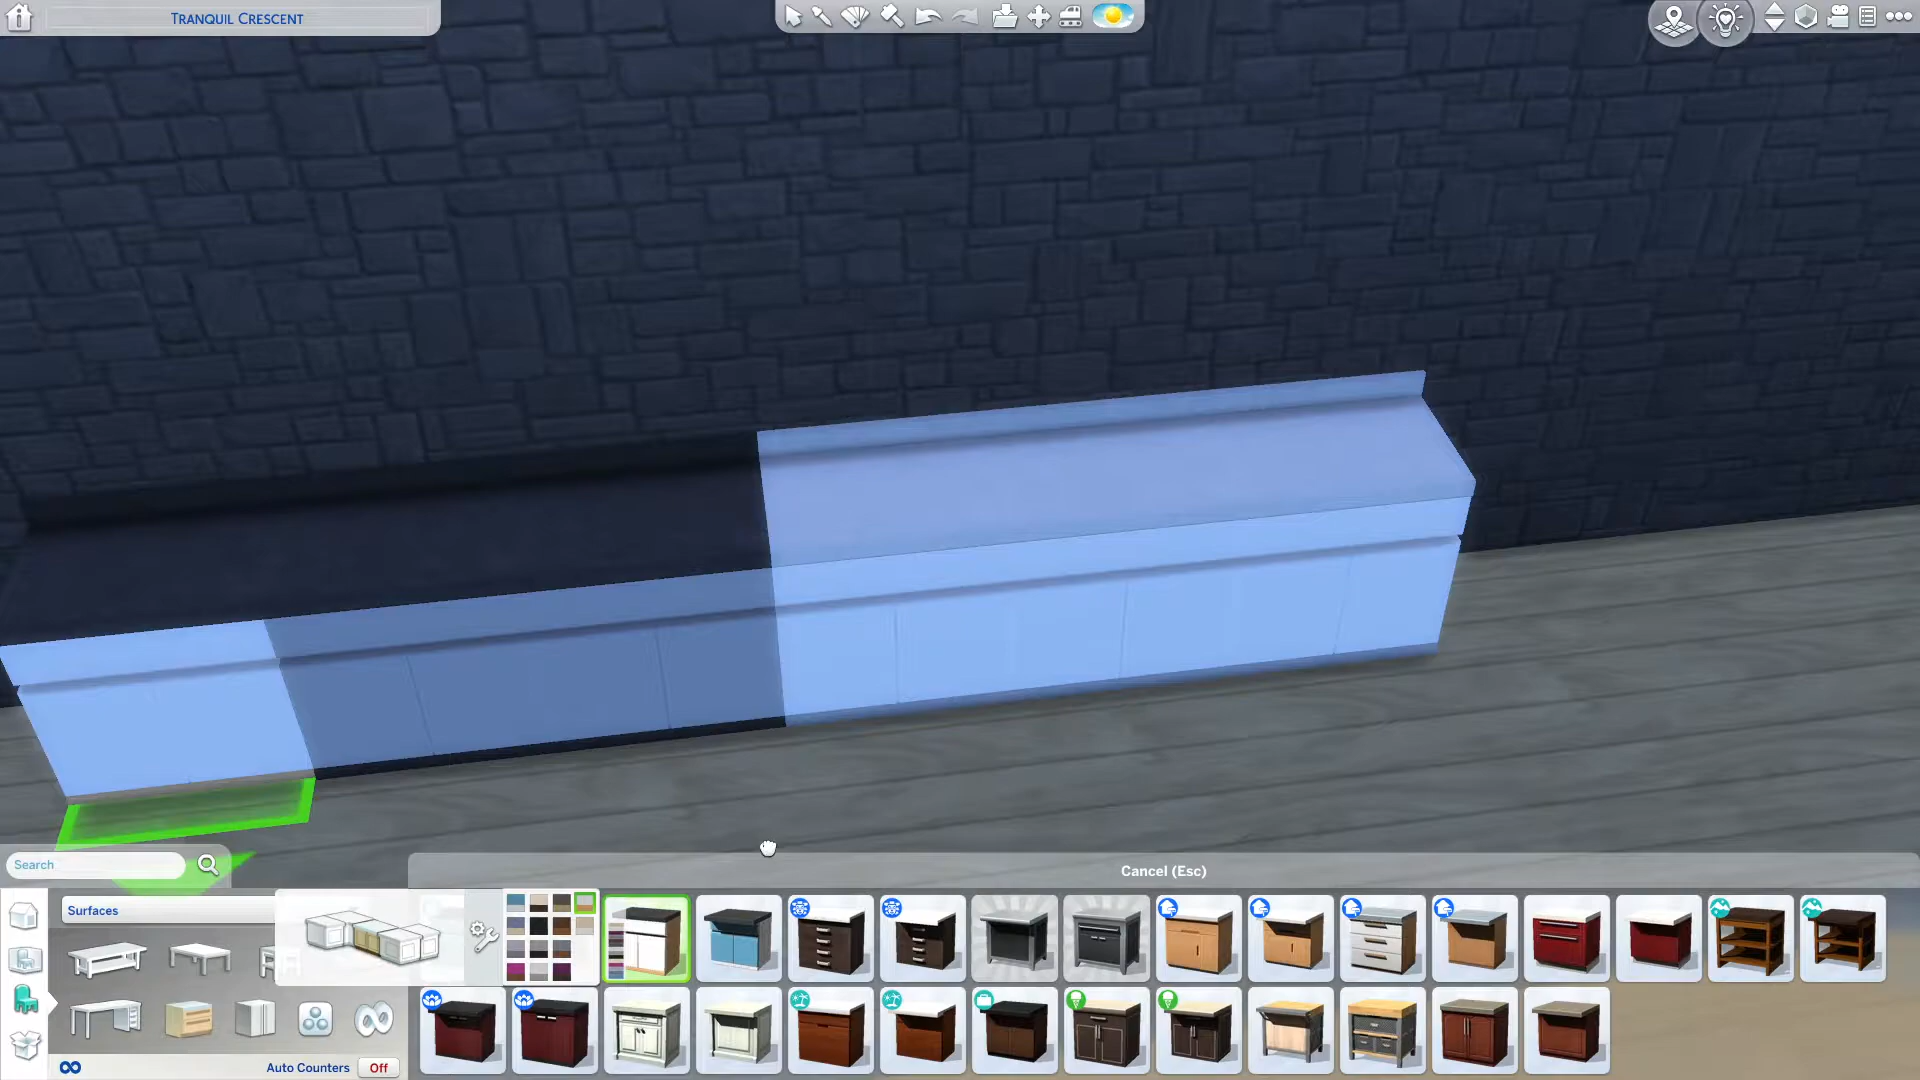 TRANQUIL CRESCENT
Search
Cancel (Esc)
Surfaces
Auto Counters Off